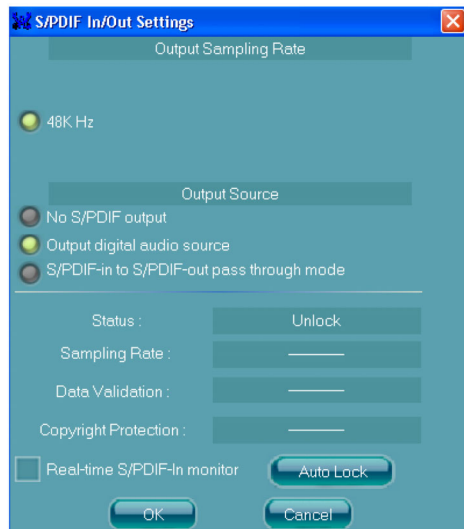 S/PDIF In/Out Settings
Output Sampling Rate
48K Hz
Output Source
No S/PDIF output
Output digital audio source
S/PDIF-in to S/PDIF-out pass through mode
Status : Unlock
Sampling Rate :
Data Validation :
Copyright Protection :
Real-time S/PDIF-In monitor Auto Lock
OK Cancel